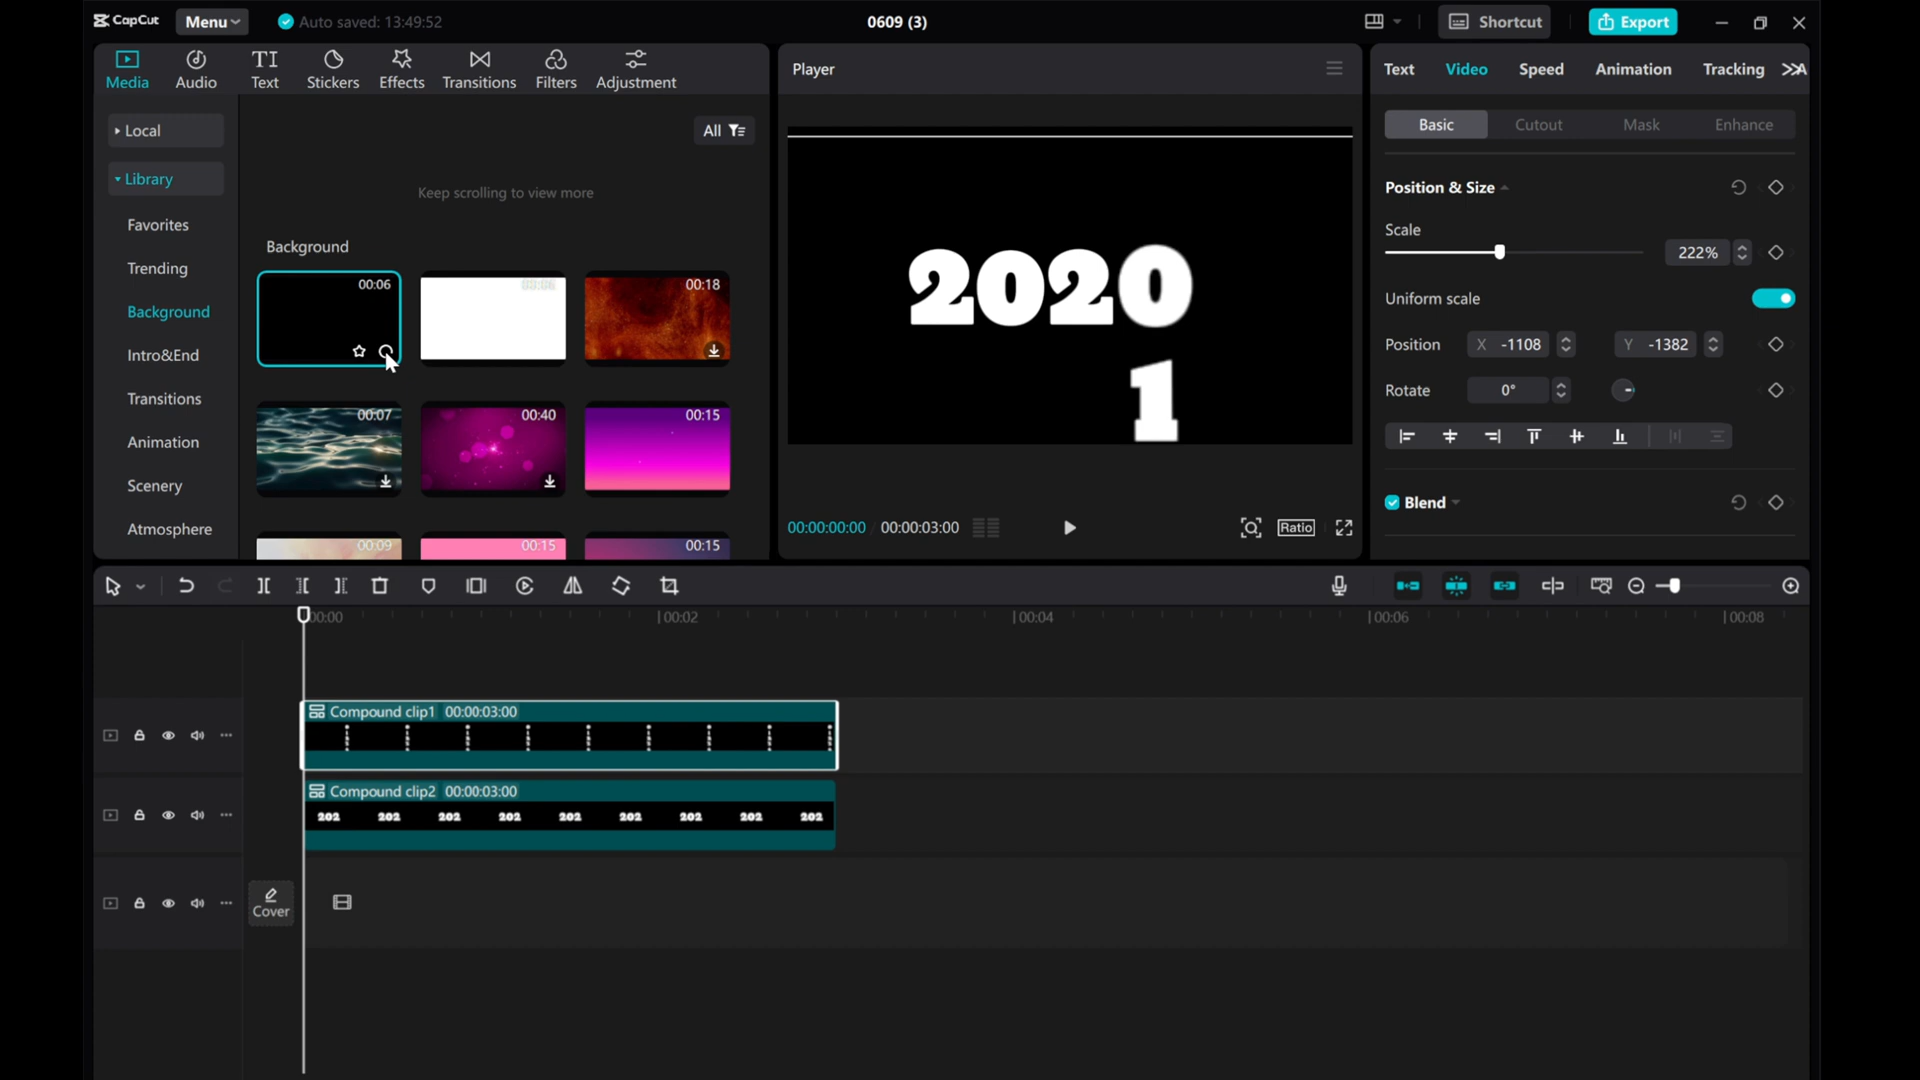 CapCut
Menu
Auto saved: 13:49:52
0609 (3)
Shortcut
Export
Media
Audio
TI
Text
Stickers
Effects
Transitions
Filters
Adjustment
Player
Text
Video
Speed
Animation
Tracking
Local
All
Basic
Cutout
Mask
Enhance
Library
Keep scrolling to view more
Position & Size
Favorites
Background
Scale
222%
Trending
00:06
00:06
00:18
2020
1
Uniform scale
Background
Position
X -1108
Y -1382
Intro&End
Rotate
0°
Transitions
00:07
00:40
00:15
Animation
Scenery
Blend
Atmosphere
00:09
00:15
00:15
00:00:00:00
00:00:03:00
Ratio
00:00
00:02
00:04
00:06
00:08
Compound clip1 00:00:03:00
Compound clip2 00:00:03:00
202 202 202 202 202 202 202 202 202
Cover